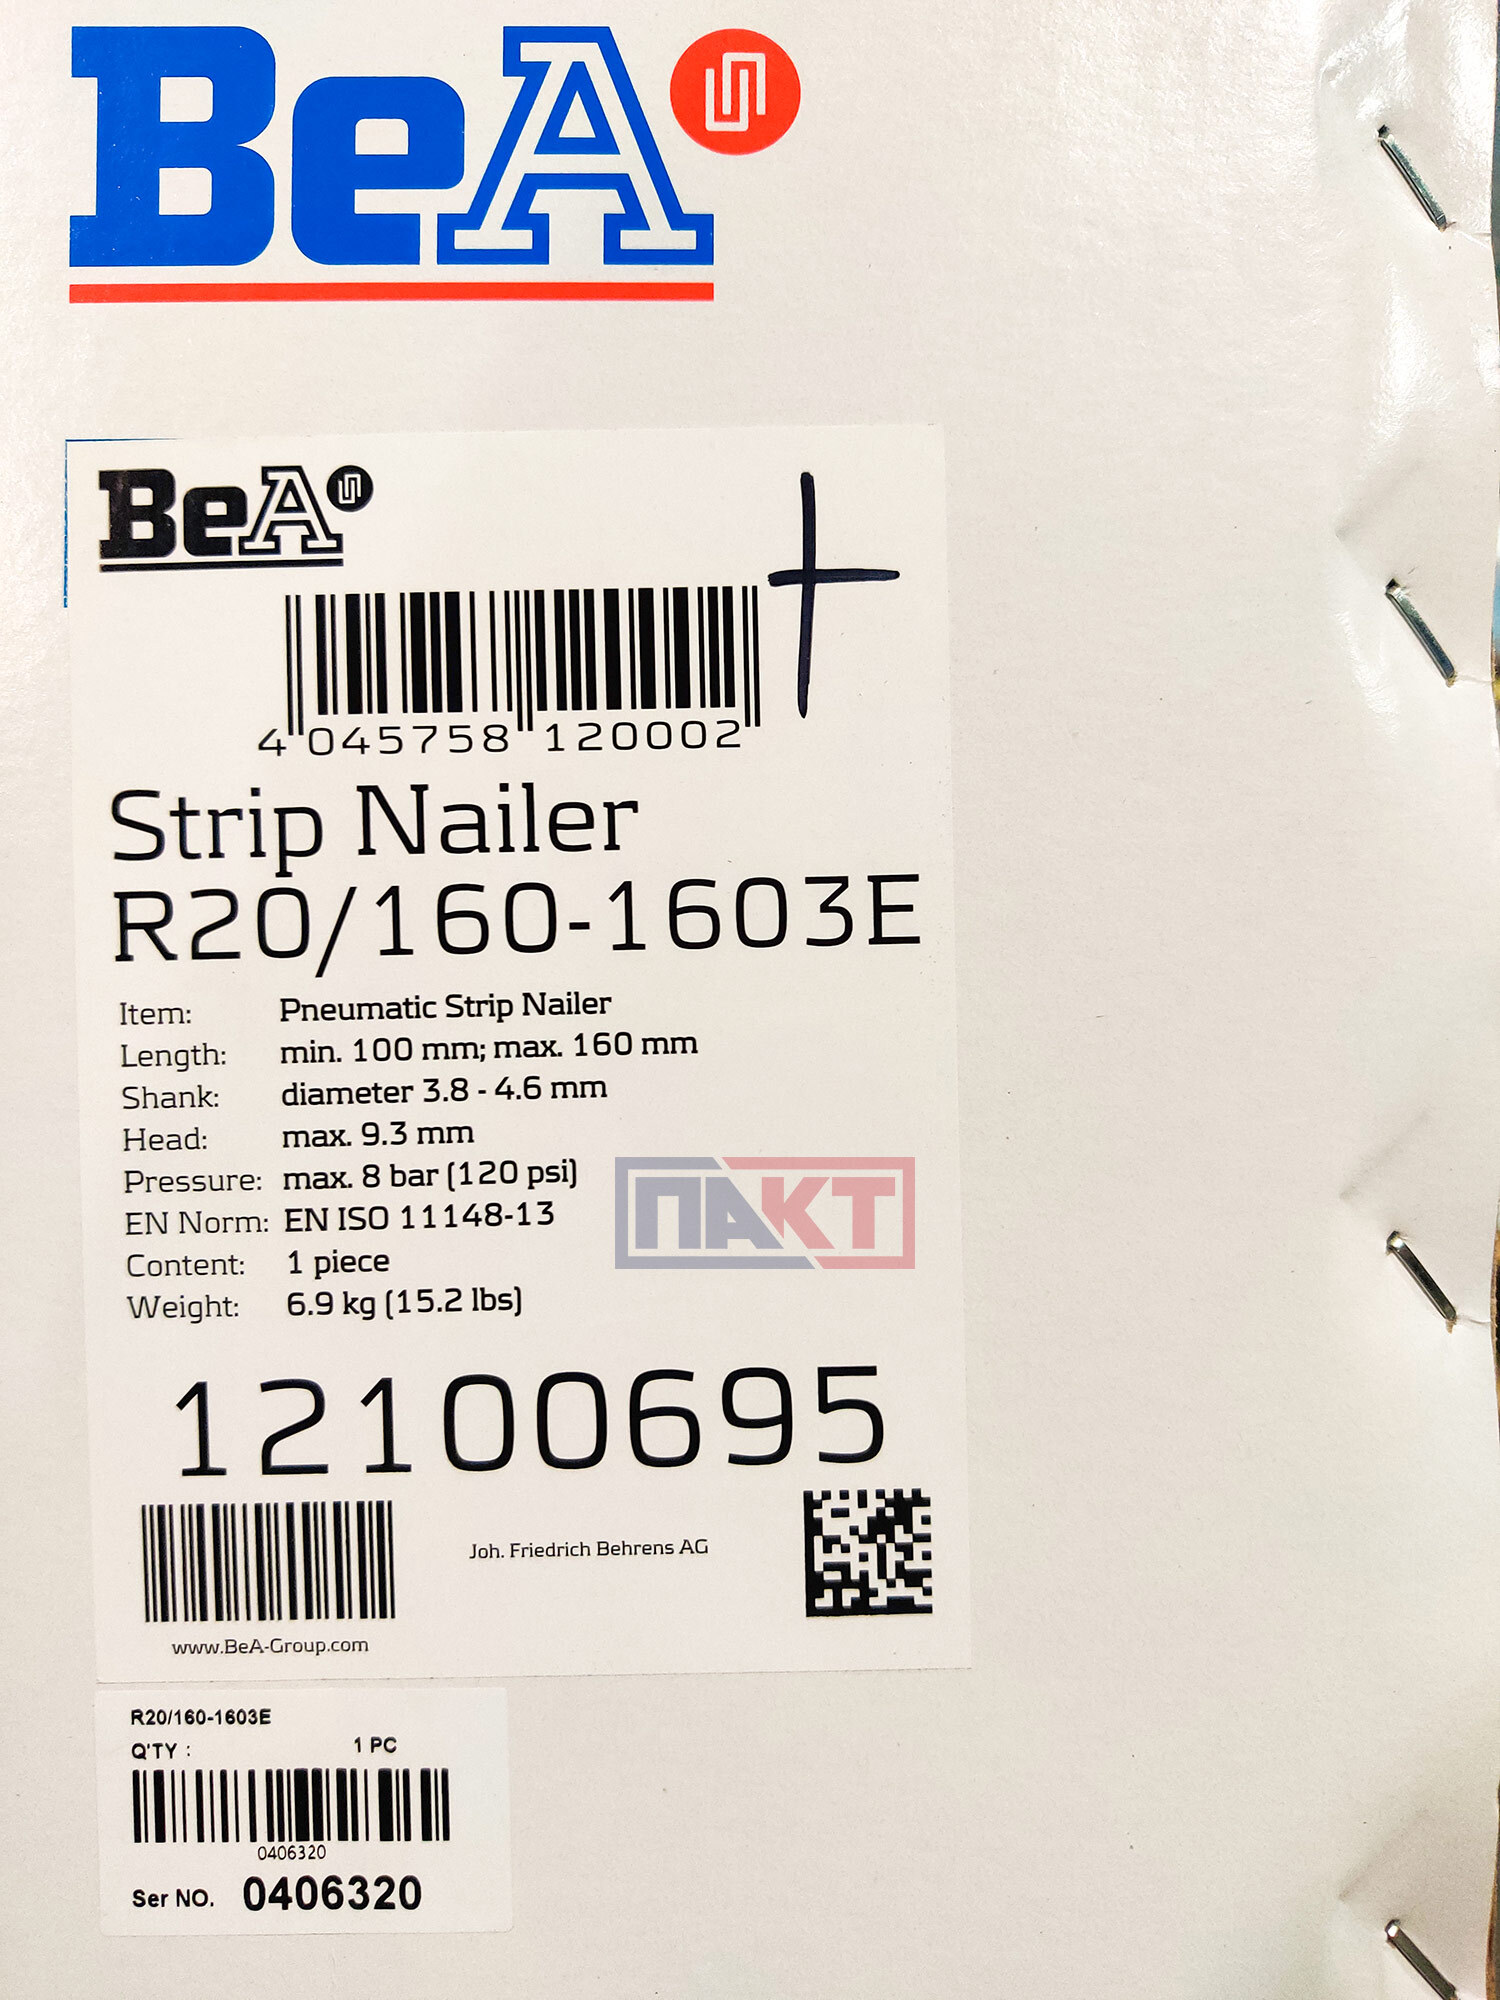 BeA
BeA
4 045758 120002
Strip Nailer
R20/160-1603E
Item: Pneumatic Strip Nailer
Length: min. 100 mm; max. 160 mm
Shank: diameter 3.8 - 4.6 mm
Head: max. 9.3 mm
Pressure: max. 8 bar (120 psi)
EN Norm: EN ISO 11148-13
Content: 1 piece
Weight: 6.9 kg (15.2 lbs)
ПАКТ
12100695
Joh. Friedrich Behrens AG
www.BeA-Group.com
R20/160-1603E
Q'TY : 1 PC
0406320
Ser NO. 0406320